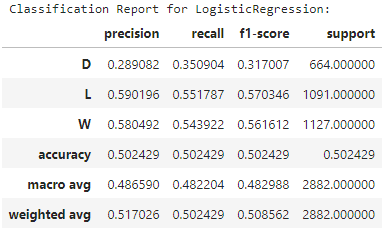 Classification Report for LogisticRegression:
precision recall f1-score support
D 0.289082 0.350904 0.317007 664.000000
L 0.590196 0.551787 0.570346 1091.000000
W 0.580492 0.543922 0.561612 1127.000000
accuracy 0.502429 0.502429 0.502429 0.502429
macro avg 0.486590 0.482204 0.482988 2882.000000
weighted avg 0.517026 0.502429 0.508562 2882.000000